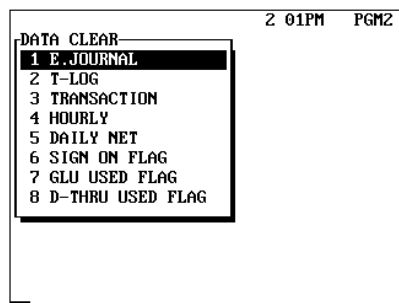 2 01PM PGM2
DATA CLEAR
1 E.JOURNAL
2 T-LOG
3 TRANSACTION
4 HOURLY
5 DAILY NET
6 SIGN ON FLAG
7 GLU USED FLAG
8 D-THRU USED FLAG